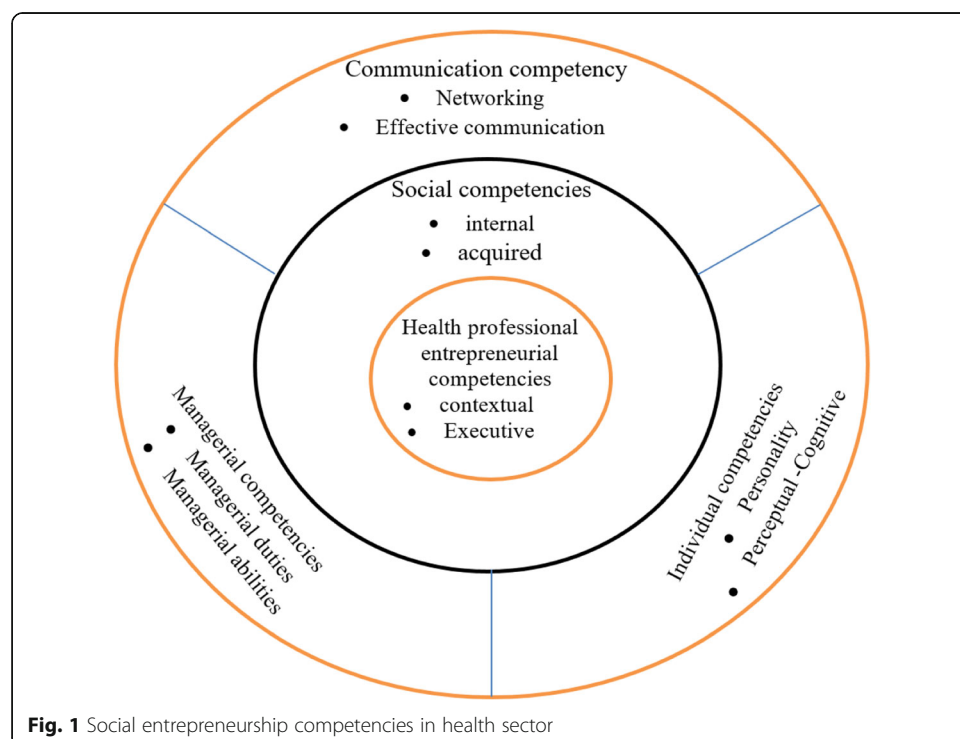 Communication competency
• Networking
• Effective communication
Social competencies
• internal
• acquired
Health professional
entrepreneurial
competencies
• contextual
• Executive
Managerial competencies
• Managerial duties
• Managerial abilities
Individual competencies
• Personality
• Perceptual -Cognitive
Fig. 1 Social entrepreneurship competencies in health sector